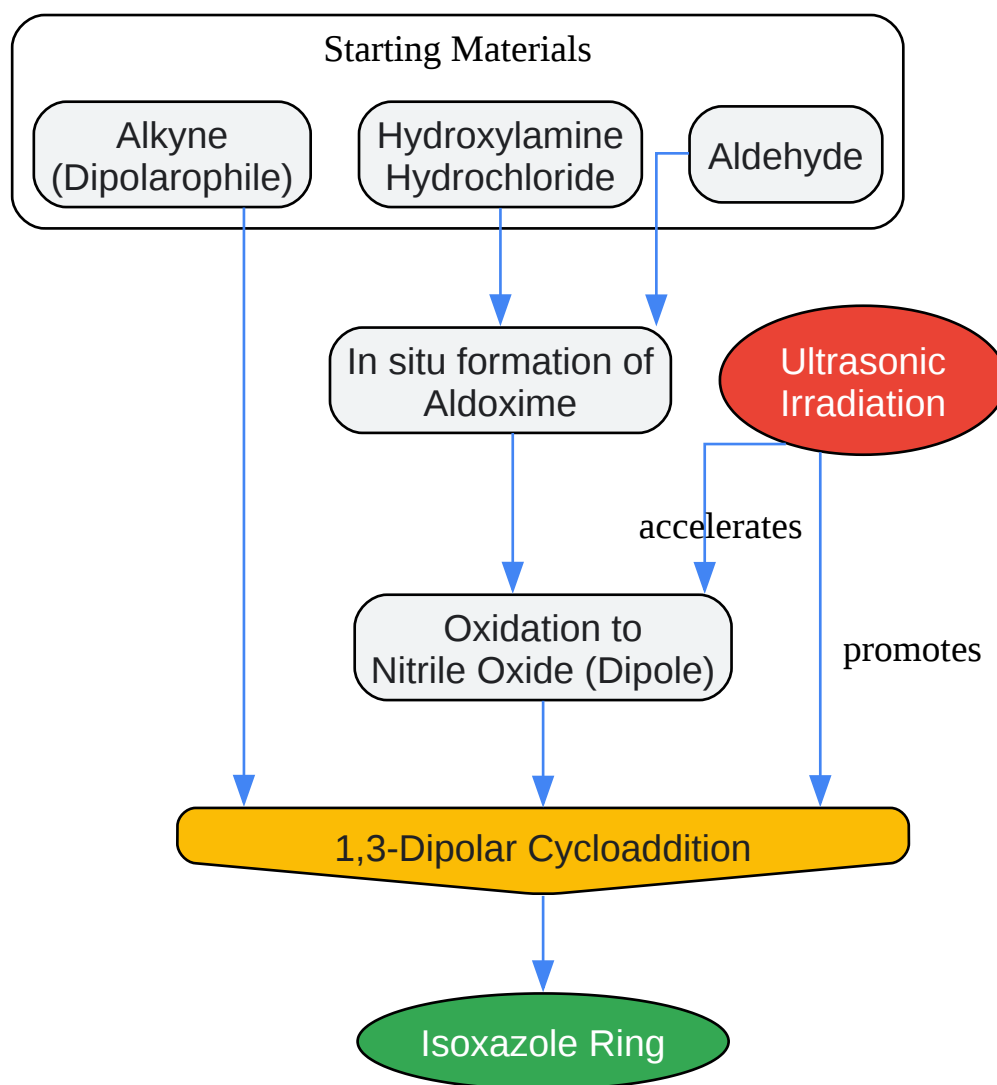 Starting Materials
Alkyne
(Dipolarophile)
Hydroxylamine
Hydrochloride
Aldehyde
In situ formation of
Aldoxime
Ultrasonic
Irradiation
accelerates
Oxidation to
Nitrile Oxide (Dipole)
promotes
1,3-Dipolar Cycloaddition
Isoxazole Ring